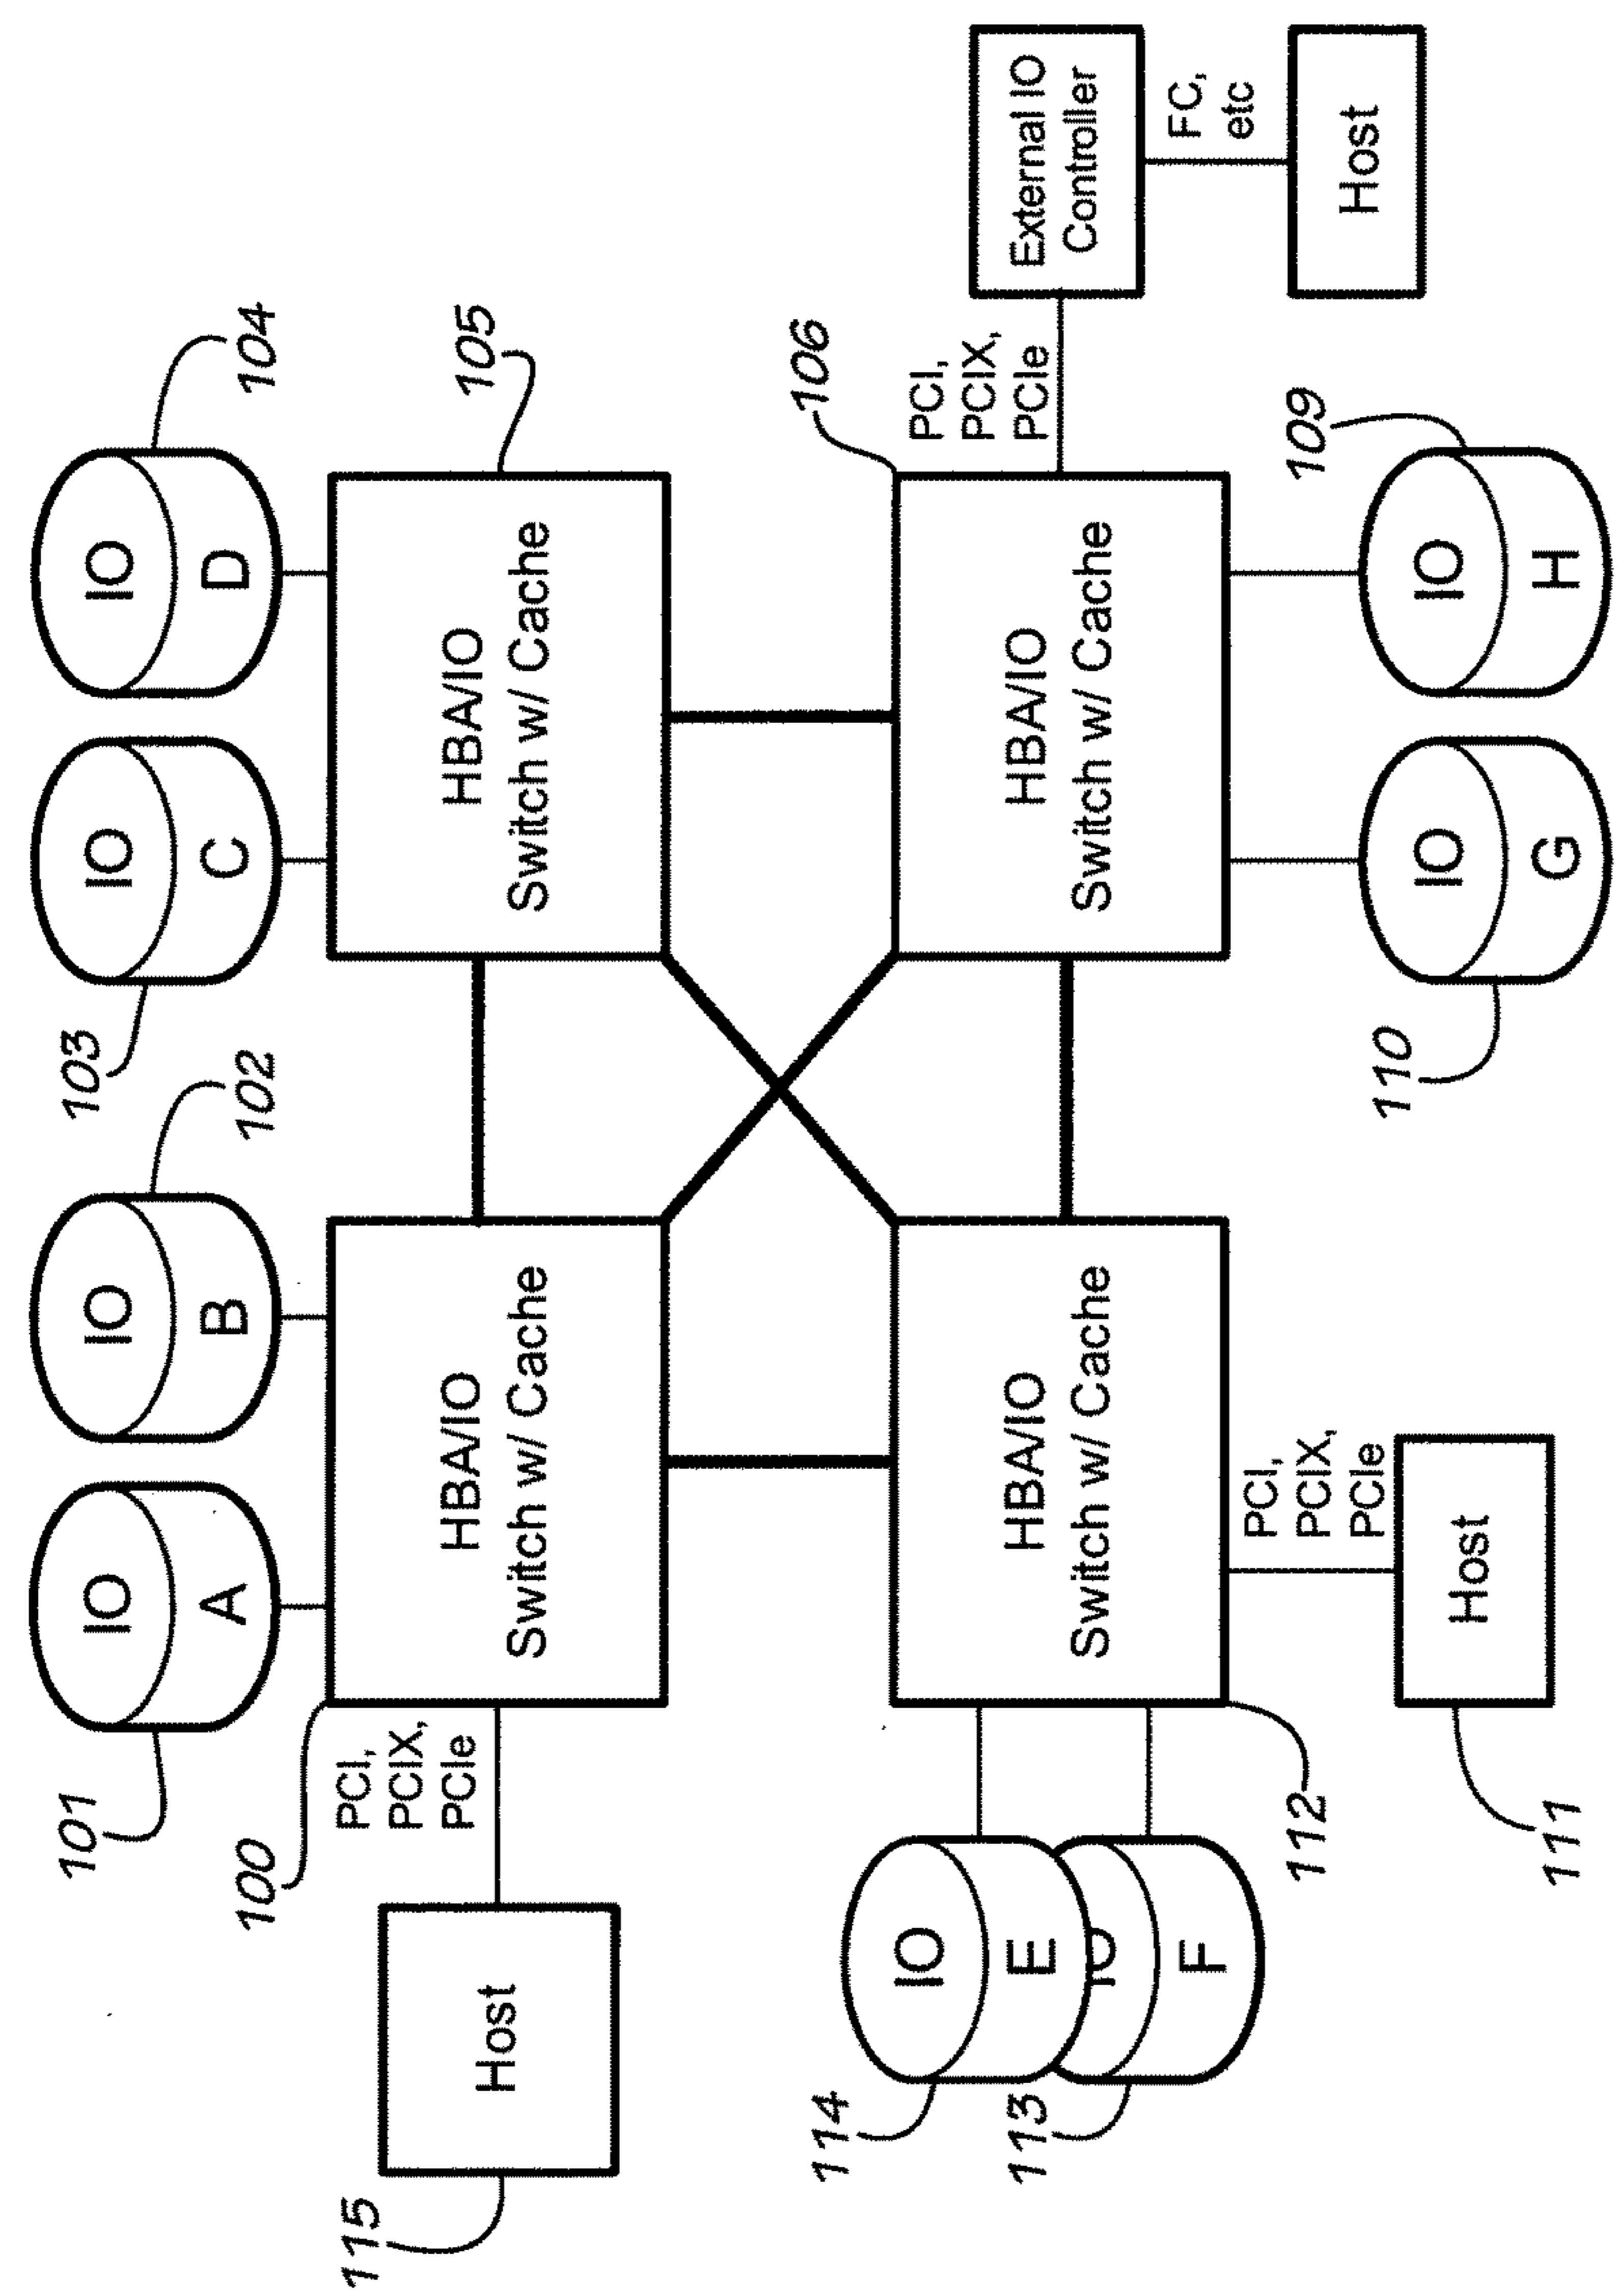 101
IO
A
IO
B
102
103
IO
C
IO
D
104
100
115
Host
PCI,
PCIX,
PCIe
HBA/IO
Switch w/ Cache
HBA/IO
Switch w/ Cache
105
114
IO
E
113
F
HBA/IO
Switch w/ Cache
HBA/IO
Switch w/ Cache
106
PCI,
PCIX,
PCIe
External IO
Controller
FC,
etc
Host
112
PCI,
PCIX,
PCIe
Host
111
110
IO
G
IO
H
109